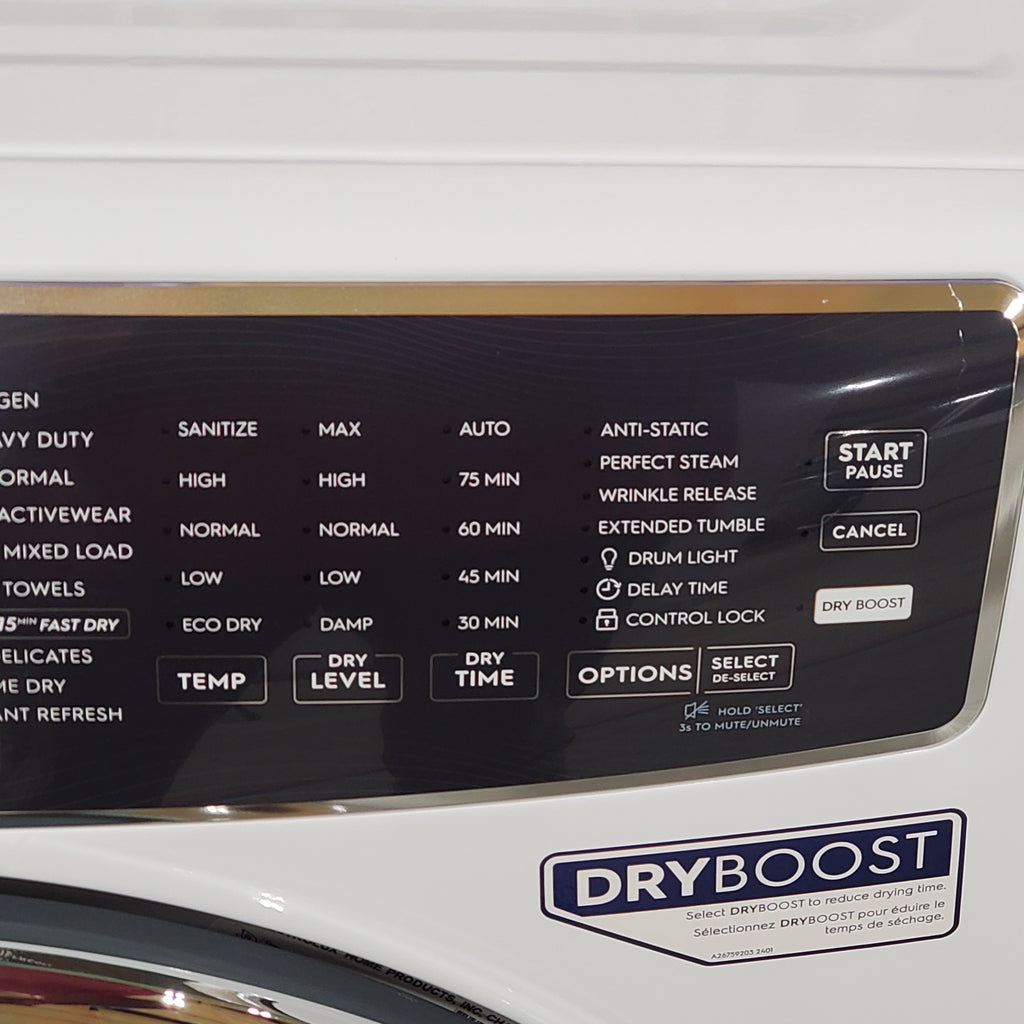 GEN
AVY DUTY
ORMAL
ACTIVEWEAR
MIXED LOAD
TOWELS
15MIN FAST DRY
ELICATES
ME DRY
ANT REFRESH
SANITIZE
HIGH
NORMAL
LOW
ECO DRY
TEMP
MAX
HIGH
NORMAL
LOW
DAMP
DRY
LEVEL
AUTO
75 MIN
60 MIN
45 MIN
30 MIN
DRY
TIME
ANTI-STATIC
PERFECT STEAM
WRINKLE RELEASE
EXTENDED TUMBLE
DRUM LIGHT
DELAY TIME
CONTROL LOCK
OPTIONS
SELECT
DE-SELECT
HOLD 'SELECT'
3s TO MUTE/UNMUTE
START
PAUSE
CANCEL
DRY BOOST
DRYBOOST
Select DRYBOOST to reduce drying time.
Sélectionnez DRYBOOST pour éduire le
temps de séchage.
A26759203 2401
HOME PRODUCTS, INC. CHA